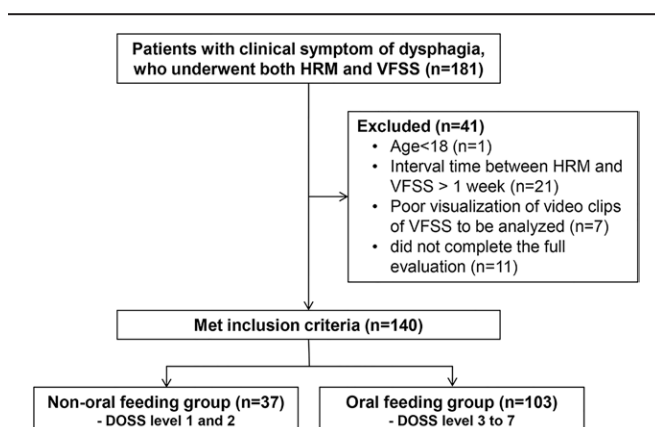 Patients with clinical symptom of dysphagia,
who underwent both HRM and VFSS (n=181)
Excluded (n=41)
• Age<18 (n=1)
• Interval time between HRM and
VFSS > 1 week (n=21)
• Poor visualization of video clips
of VFSS to be analyzed (n=7)
• did not complete the full
evaluation (n=11)
Met inclusion criteria (n=140)
Non-oral feeding group (n=37)
- DOSS level 1 and 2
Oral feeding group (n=103)
- DOSS level 3 to 7